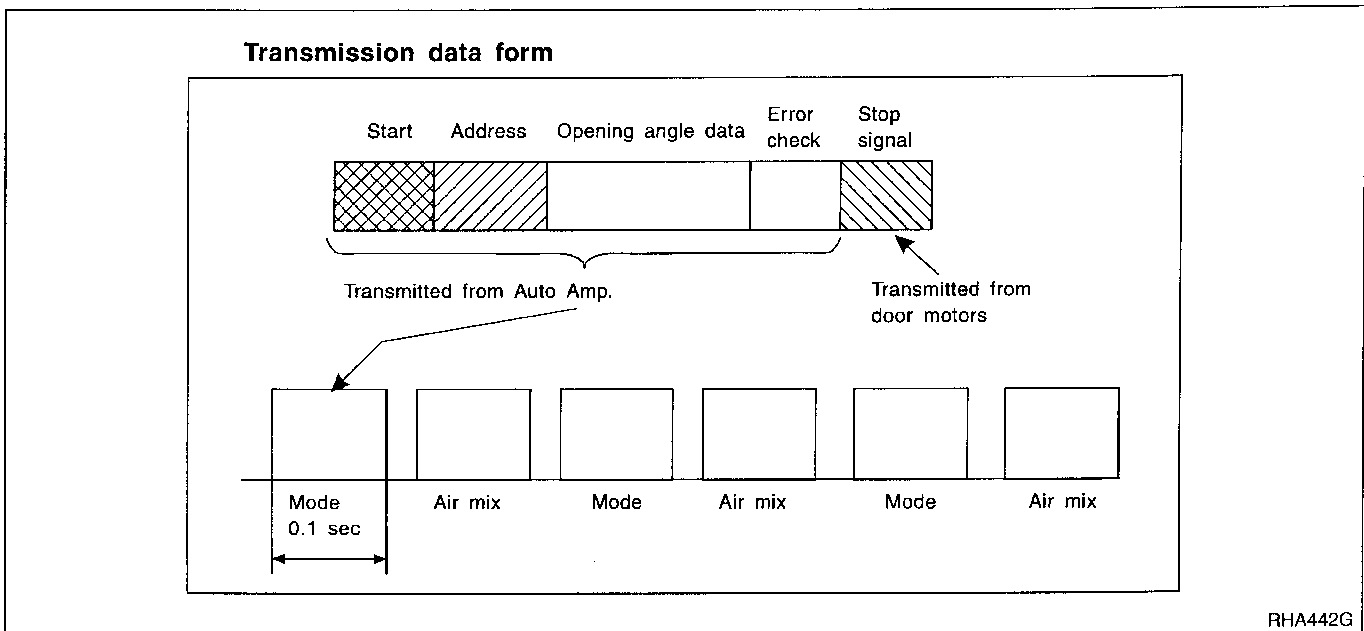 Transmission data form
Start Address Opening angle data Error check Stop signal
Transmitted from Auto Amp.
Transmitted from
door motors
Mode
0.1 sec
Air mix
Mode
Air mix
Mode
Air mix
RHA442G